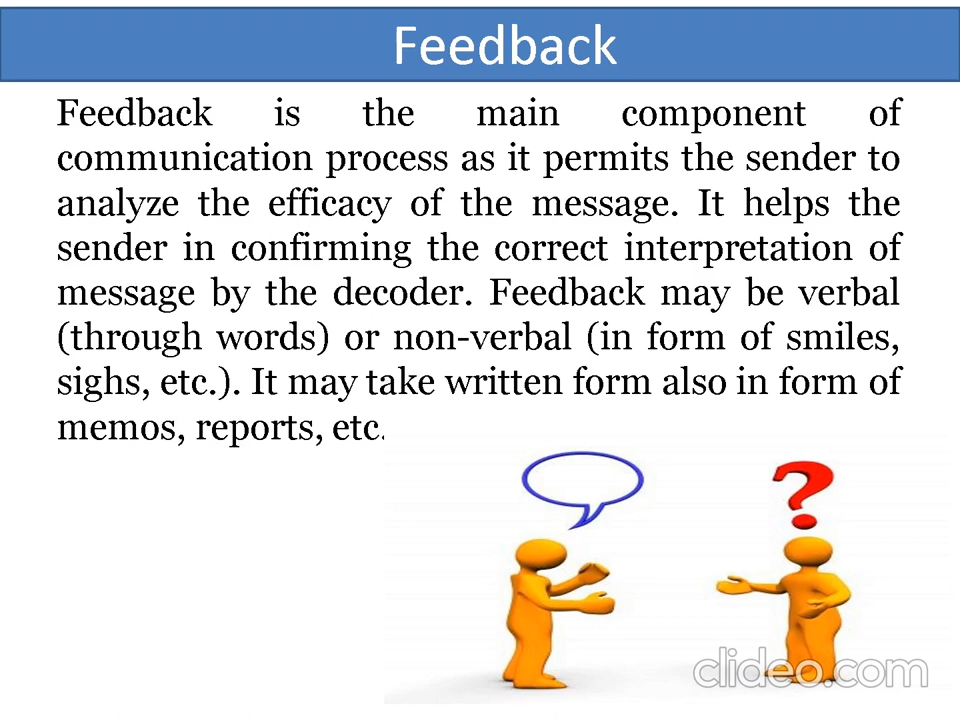 Feedback
Feedback is the main component of
communication process as it permits the sender to
analyze the efficacy of the message. It helps the
sender in confirming the correct interpretation of
message by the decoder. Feedback may be verbal
(through words) or non-verbal (in form of smiles,
sighs, etc.). It may take written form also in form of
memos, reports, etc.
?
clideo.com